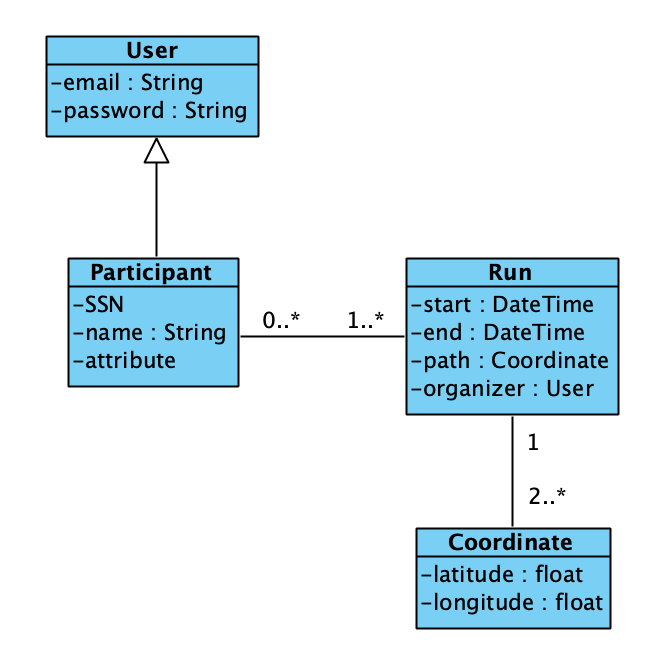 User
-email : String
-password : String
Participant
-SSN
-name : String
-attribute
0..*
1..*
Run
-start : DateTime
-end : DateTime
-path : Coordinate
-organizer : User
1
2..*
Coordinate
-latitude : float
-longitude : float